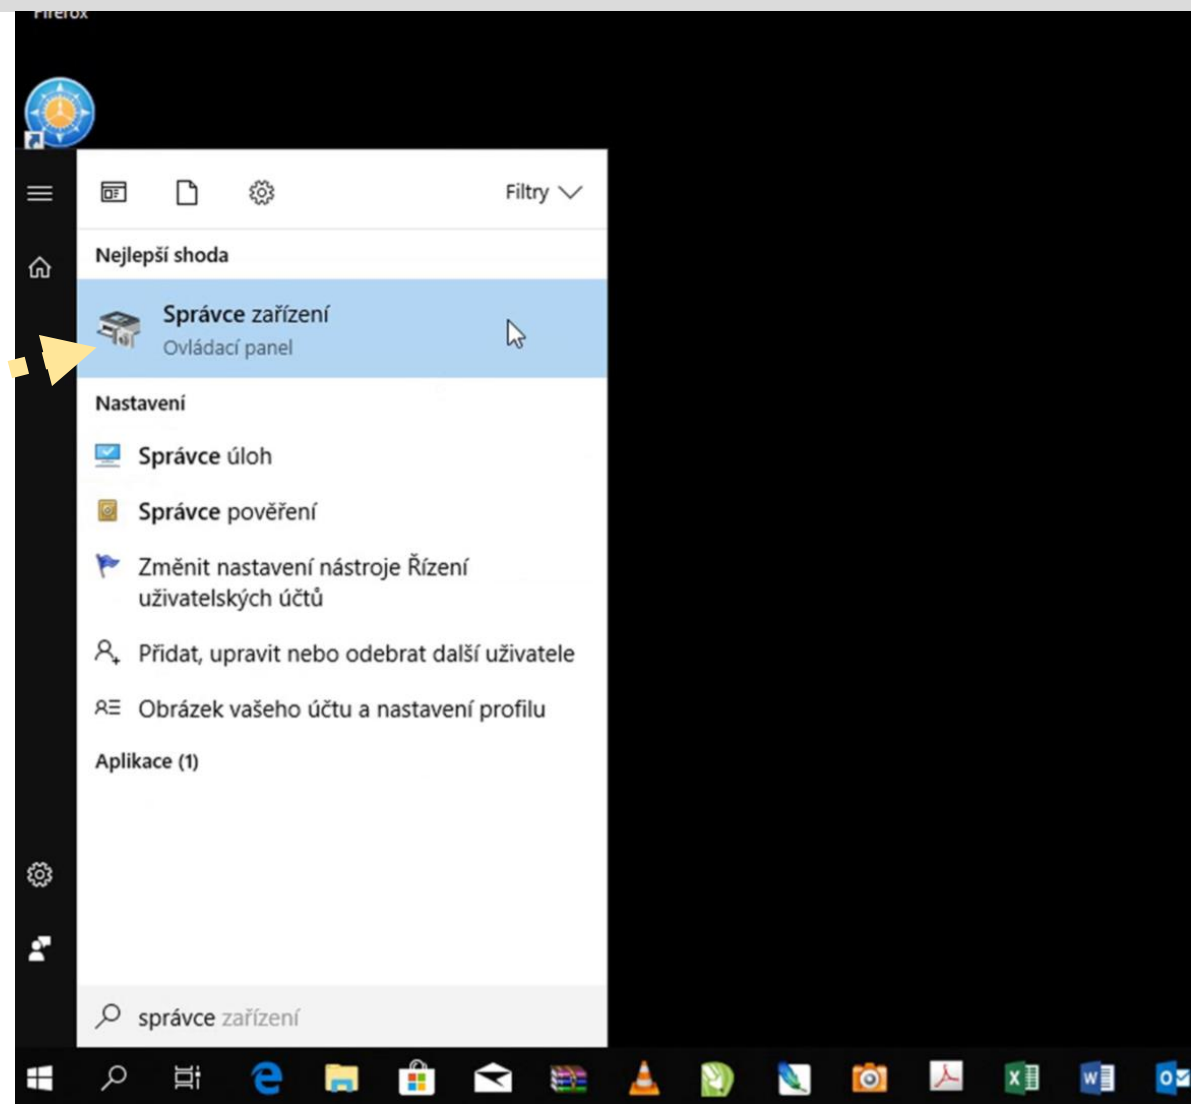 Firefox
Filtry
Nejlepší shoda
Správce zařízení
Ovládací panel
Nastavení
Správce úloh
Správce pověření
Změnit nastavení nástroje Řízení
uživatelských účtů
Přidat, upravit nebo odebrat další uživatele
Obrázek vašeho účtu a nastavení profilu
Aplikace (1)
správce zařízení